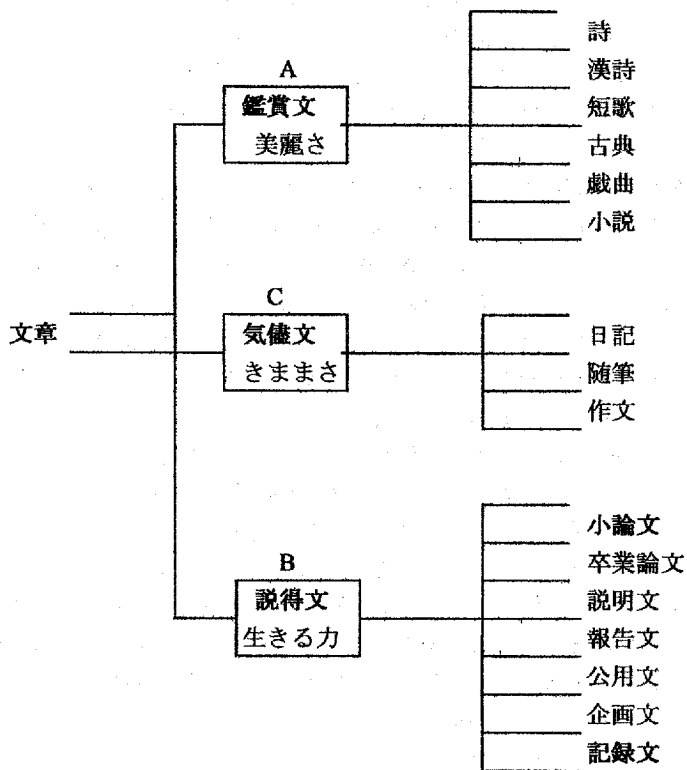 文章
A
鑑賞文
美麗さ
詩
漢詩
短歌
古典
戯曲
小説
C
気儘文
きままさ
日記
随筆
作文
B
説得文
生きる力
小論文
卒業論文
説明文
報告文
公用文
企画文
記録文